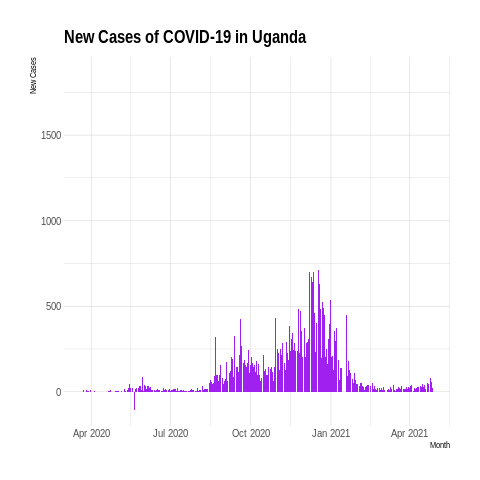 New Cases of COVID-19 in Uganda
New Cases
1500
1000
500
0
Apr 2020 Jul 2020 Oct 2020 Jan 2021 Apr 2021
Month